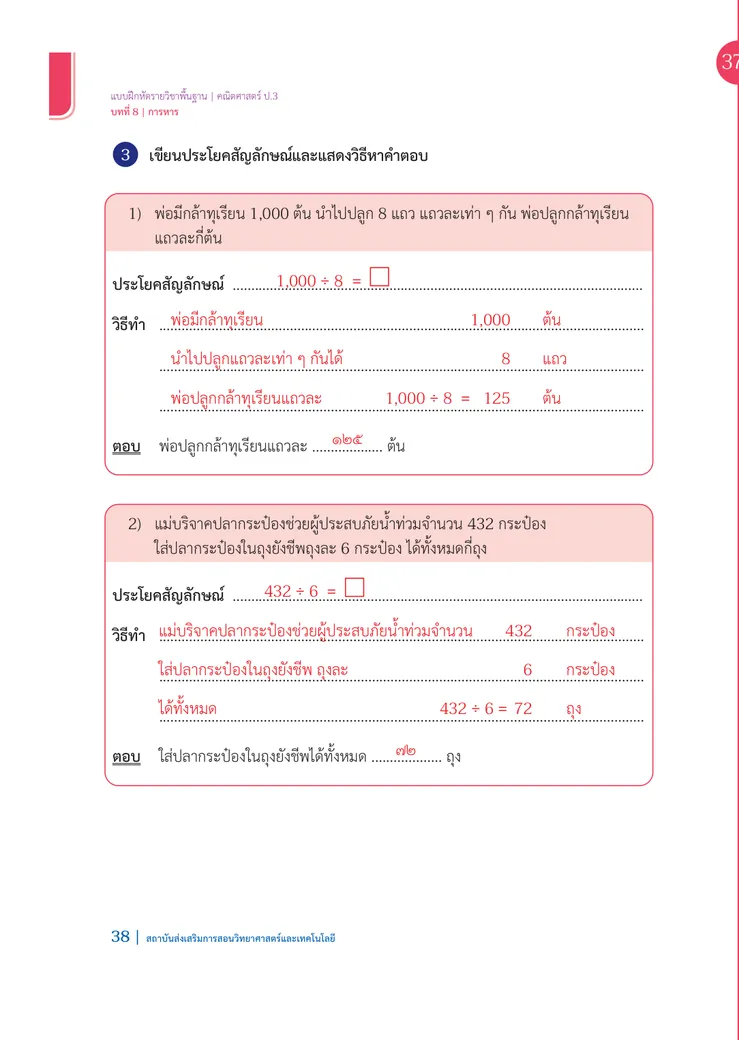 37
แบบฝึกหัดรายวิชาพื้นฐาน | คณิตศาสตร์ ป.3
บทที่ 8 | การหาร
3 เขียนประโยคสัญลักษณ์และแสดงวิธีหาคำตอบ
1) พ่อมีกล้าทุเรียน 1,000 ต้น นำไปปลูก 8 แถว แถวละเท่า ๆ กัน พ่อปลูกกล้าทุเรียน
แถวละกี่ต้น
ประโยคสัญลักษณ์ 1,000 ÷ 8 = □
วิธีทำ พ่อมีกล้าทุเรียน 1,000 ต้น
นำไปปลูกแถวละเท่า ๆ กันได้ 8 แถว
พ่อปลูกกล้าทุเรียนแถวละ 1,000 ÷ 8 = 125 ต้น
ตอบ พ่อปลูกกล้าทุเรียนแถวละ ๑๒๕ ต้น
2) แม่บริจาคปลากระป๋องช่วยผู้ประสบภัยน้ำท่วมจำนวน 432 กระป๋อง
ใส่ปลากระป๋องในถุงยังชีพถุงละ 6 กระป๋อง ได้ทั้งหมดกี่ถุง
ประโยคสัญลักษณ์ 432 ÷ 6 = □
วิธีทำ แม่บริจาคปลากระป๋องช่วยผู้ประสบภัยน้ำท่วมจำนวน 432 กระป๋อง
ใส่ปลากระป๋องในถุงยังชีพ ถุงละ 6 กระป๋อง
ได้ทั้งหมด 432 ÷ 6 = 72 ถุง
ตอบ ใส่ปลากระป๋องในถุงยังชีพได้ทั้งหมด ๗๒ ถุง
38 | สถาบันส่งเสริมการสอนวิทยาศาสตร์และเทคโนโลยี